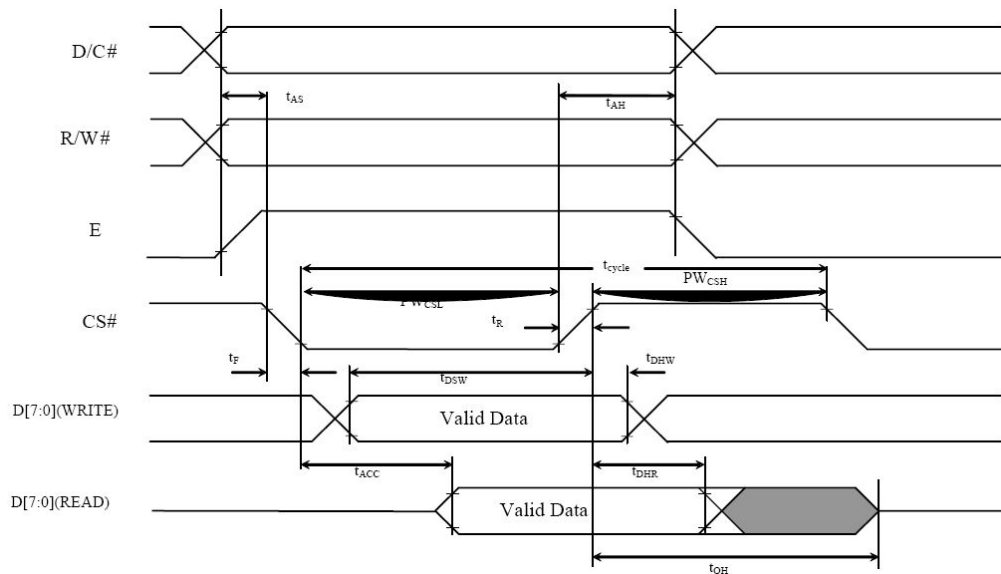 D/C#
tAS
tAH
R/W#
E
tcycle
PWCSL
PWCSH
CS#
tR
tF
tDSW
tDHW
D[7:0](WRITE)
Valid Data
tACC
tDHR
D[7:0](READ)
Valid Data
tOH